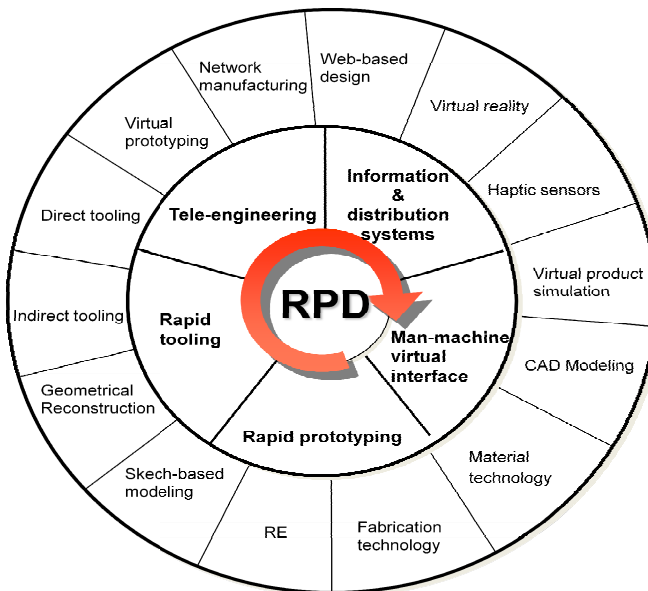 Web-based
design
Virtual reality
Haptic sensors
Virtual product
simulation
CAD Modeling
Material
technology
Fabrication
technology
RE
Skech-based
modeling
Geometrical
Reconstruction
Indirect tooling
Direct tooling
Virtual
prototyping
Network
manufacturing
Information
&
distribution
systems
Man-machine
virtual
interface
Rapid prototyping
Rapid
tooling
Tele-engineering
RPD